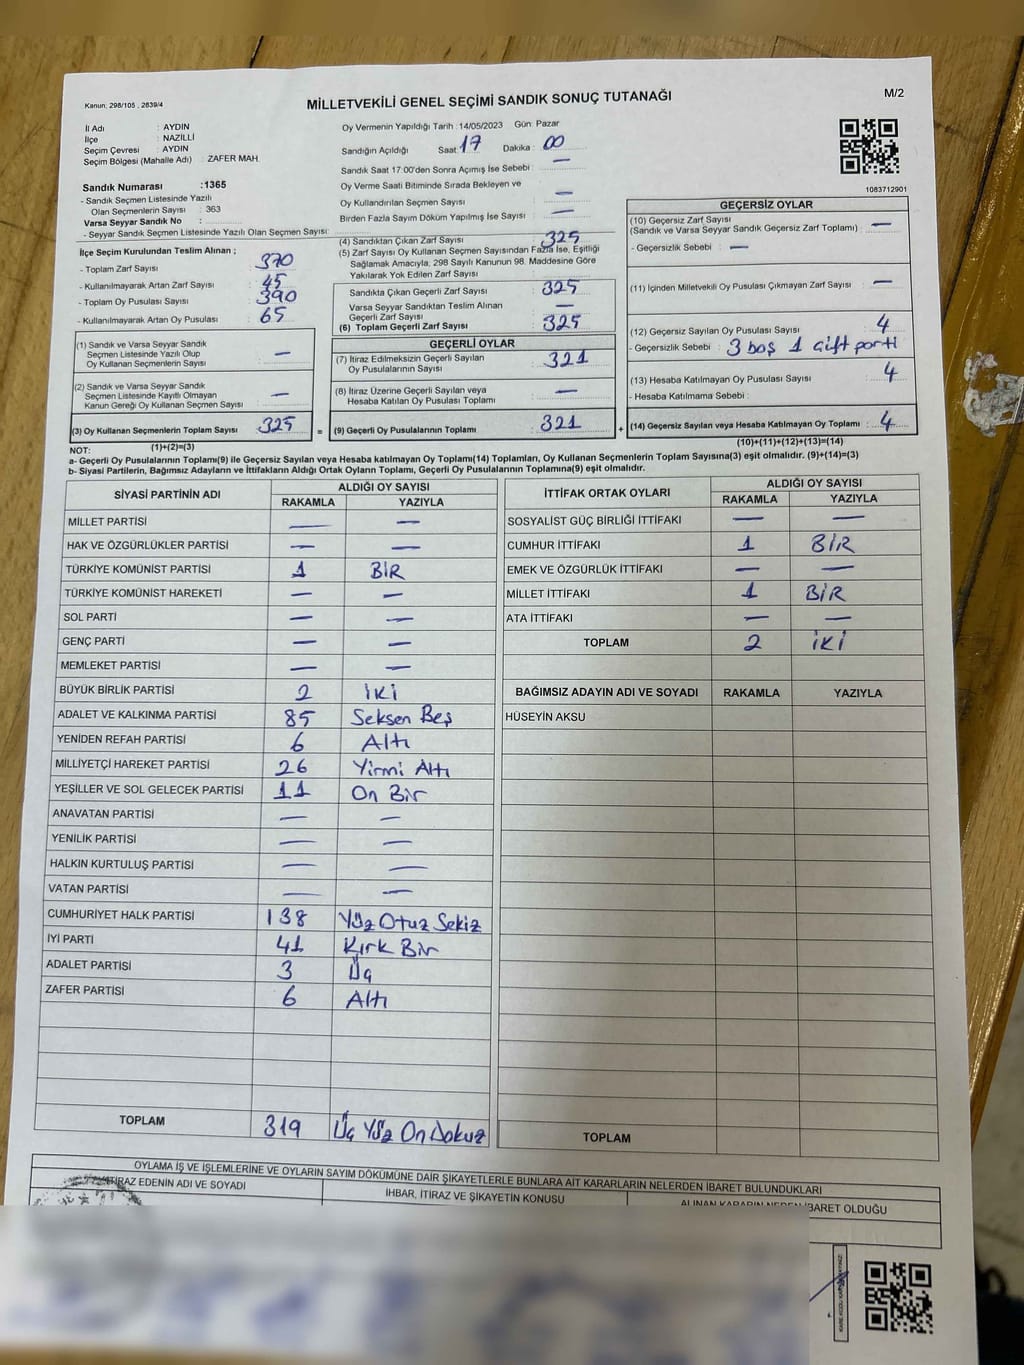 Kanun: 298/105 , 2839/4
MİLLETVEKİLİ GENEL SEÇİMİ SANDIK SONUÇ TUTANAĞI
M/2
İl Adı : AYDIN
İlçe : NAZİLLİ
Seçim Çevresi : AYDIN
Seçim Bölgesi (Mahalle Adı) : ZAFER MAH.
Sandık Numarası :1365
- Sandık Seçmen Listesinde Yazılı
Olan Seçmenlerin Sayısı : 363
Varsa Seyyar Sandık No :
- Seyyar Sandık Seçmen Listesinde Yazılı Olan Seçmen Sayısı:
Oy Vermenin Yapıldığı Tarih :14/05/2023 Gün: Pazar
Sandığın Açıldığı Saat: 17 Dakika : 00
Sandık Saat 17:00'den Sonra Açımış İse Sebebi : —
Oy Verme Saati Bitiminde Sırada Bekleyen ve
Oy Kullandırılan Seçmen Sayısı : —
Birden Fazla Sayım Döküm Yapılmış İse Sayısı : —
1083712901
İlçe Seçim Kurulundan Teslim Alınan ;
- Toplam Zarf Sayısı : 370
- Kullanılmayarak Artan Zarf Sayısı : 45
- Toplam Oy Pusulası Sayısı : 390
- Kullanılmayarak Artan Oy Pusulası : 65
(4) Sandıktan Çıkan Zarf Sayısı : 325
(5) Zarf Sayısı Oy Kullanan Seçmen Sayısından Fazla İse, Eşitliği
Sağlamak Amacıyla, 298 Sayılı Kanunun 98. Maddesine Göre
Yakılarak Yok Edilen Zarf Sayısı :
Sandıkta Çıkan Geçerli Zarf Sayısı : 325
Varsa Seyyar Sandıktan Teslim Alınan
Geçerli Zarf Sayısı : —
(6) Toplam Geçerli Zarf Sayısı : 325
GEÇERSİZ OYLAR
(10) Geçersiz Zarf Sayısı
(Sandık ve Varsa Seyyar Sandık Geçersiz Zarf Toplamı) : —
- Geçersizlik Sebebi : —
(11) İçinden Milletvekili Oy Pusulası Çıkmayan Zarf Sayısı : —
(12) Geçersiz Sayılan Oy Pusulası Sayısı : 4
- Geçersizlik Sebebi : 3 boş 1 çift parti
(13) Hesaba Katılmayan Oy Pusulası Sayısı : 4
- Hesaba Katılmama Sebebi :
(14) Geçersiz Sayılan veya Hesaba Katılmayan Oy Toplamı : 4
(10)+(11)+(12)+(13)=(14)
(1) Sandık ve Varsa Seyyar Sandık
Seçmen Listesinde Yazılı Olup
Oy Kullanan Seçmenlerin Sayısı : —
(2) Sandık ve Varsa Seyyar Sandık
Seçmen Listesinde Kayıtlı Olmayan
Kanun Gereği Oy Kullanan Seçmen Sayısı : —
(3) Oy Kullanan Seçmenlerin Toplam Sayısı : 325 =
(1)+(2)=(3)
GEÇERLİ OYLAR
(7) İtiraz Edilmeksizin Geçerli Sayılan
Oy Pusulalarının Sayısı : 321
(8) İtiraz Üzerine Geçerli Sayılan veya
Hesaba Katılan Oy Pusulası Toplamı : —
(9) Geçerli Oy Pusulalarının Toplamı : 321 +
NOT:
a- Geçerli Oy Pusulalarının Toplamı(9) ile Geçersiz Sayılan veya Hesaba katılmayan Oy Toplamı(14) Toplamları, Oy Kullanan Seçmenlerin Toplam Sayısına(3) eşit olmalıdır. (9)+(14)=(3)
b- Siyasi Partilerin, Bağımsız Adayların ve İttifakların Aldığı Ortak Oyların Toplamı, Geçerli Oy Pusulalarının Toplamına(9) eşit olmalıdır.
SİYASİ PARTİNİN ADI ALDIĞI OY SAYISI
RAKAMLA YAZIYLA
MİLLET PARTİSİ — —
HAK VE ÖZGÜRLÜKLER PARTİSİ — —
TÜRKİYE KOMÜNİST PARTİSİ 1 BİR
TÜRKİYE KOMÜNİST HAREKETİ — —
SOL PARTİ — —
GENÇ PARTİ — —
MEMLEKET PARTİSİ — —
BÜYÜK BİRLİK PARTİSİ 2 İKİ
ADALET VE KALKINMA PARTİSİ 85 Seksen Beş
YENİDEN REFAH PARTİSİ 6 Altı
MİLLİYETÇİ HAREKET PARTİSİ 26 Yirmi Altı
YEŞİLLER VE SOL GELECEK PARTİSİ 11 On Bir
ANAVATAN PARTİSİ — —
YENİLİK PARTİSİ — —
HALKIN KURTULUŞ PARTİSİ — —
VATAN PARTİSİ — —
CUMHURİYET HALK PARTİSİ 138 Yüz Otuz Sekiz
İYİ PARTİ 41 Kırk Bir
ADALET PARTİSİ 3 Üç
ZAFER PARTİSİ 6 Altı
TOPLAM 319 Üç Yüz On Dokuz
İTTİFAK ORTAK OYLARI ALDIĞI OY SAYISI
RAKAMLA YAZIYLA
SOSYALİST GÜÇ BİRLİĞİ İTTİFAKI — —
CUMHUR İTTİFAKI 1 BİR
EMEK VE ÖZGÜRLÜK İTTİFAKI — —
MİLLET İTTİFAKI 1 BİR
ATA İTTİFAKI — —
TOPLAM 2 İKİ
BAĞIMSIZ ADAYIN ADI VE SOYADI RAKAMLA YAZIYLA
HÜSEYİN AKSU
TOPLAM
OYLAMA İŞ VE İŞLEMLERİNE VE OYLARIN SAYIM DÖKÜMÜNE DAİR ŞİKAYETLERLE BUNLARA AİT KARARLARIN NELERDEN İBARET BULUNDUKLARI
İTİRAZ EDENİN ADI VE SOYADI
İHBAR, İTİRAZ VE ŞİKAYETİN KONUSU
ALINAN KARARIN NEDEN İBARET OLDUĞU